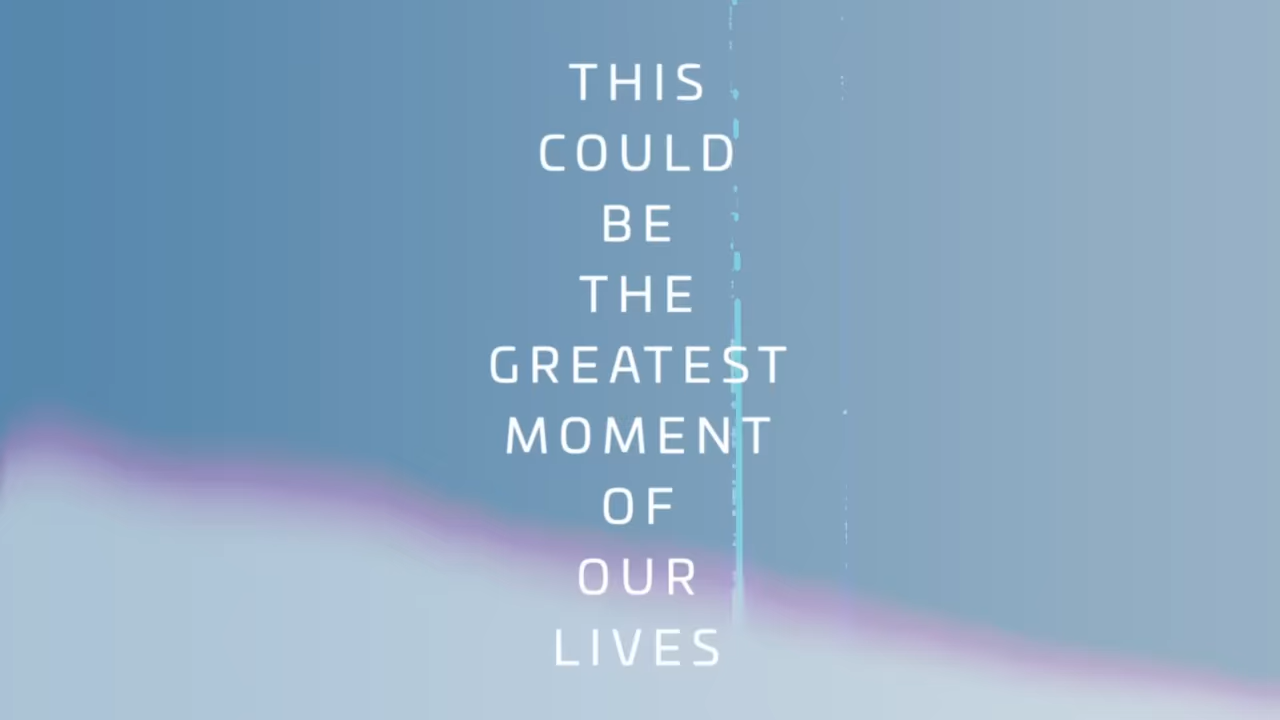 THIS
COULD
BE
THE
GREATEST
MOMENT
OF
OUR
LIVES